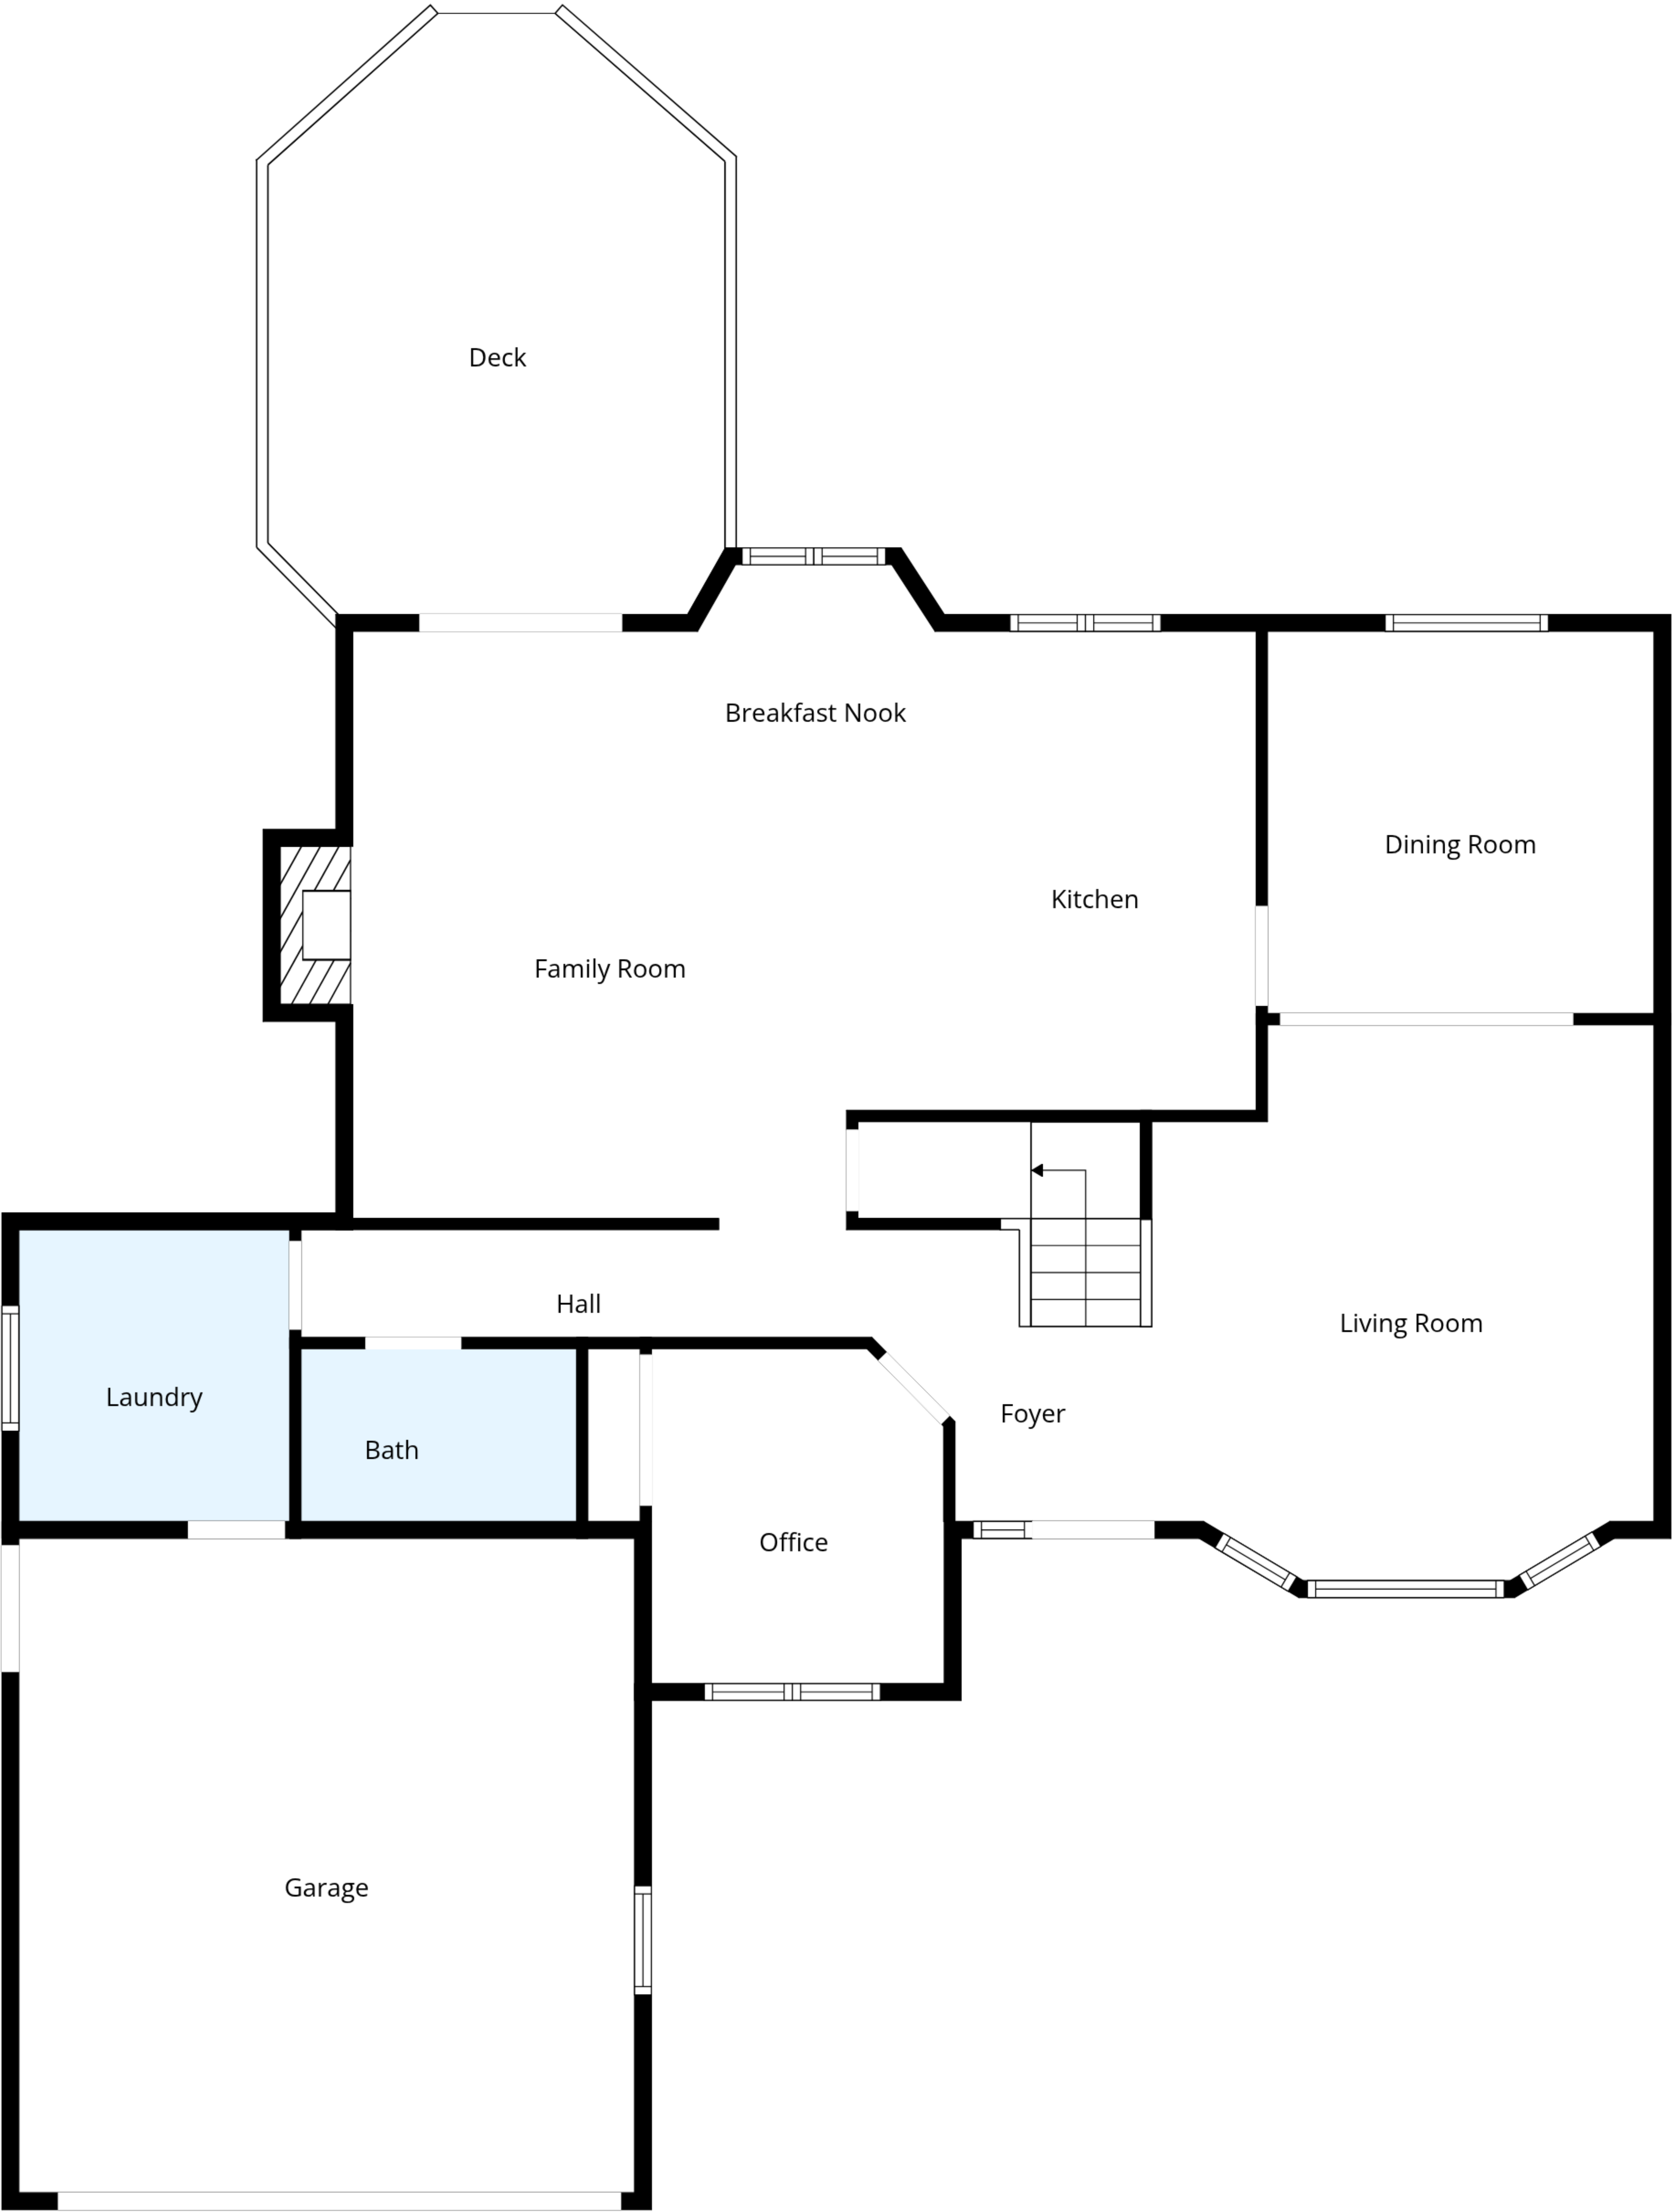 Deck
Breakfast Nook
Dining Room
Kitchen
Family Room
Hall
Living Room
Laundry
Foyer
Bath
Office
Garage